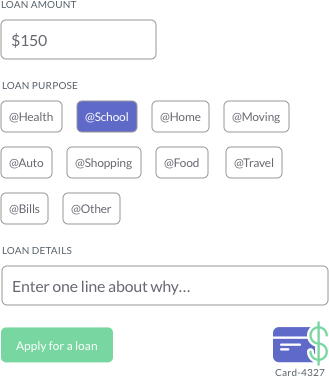 LOAN AMOUNT
$150
LOAN PURPOSE
@Health @School @Home @Moving
@Auto @Shopping @Food @Travel
@Bills @Other
LOAN DETAILS
Enter one line about why...
Apply for a loan
$
Card-4327